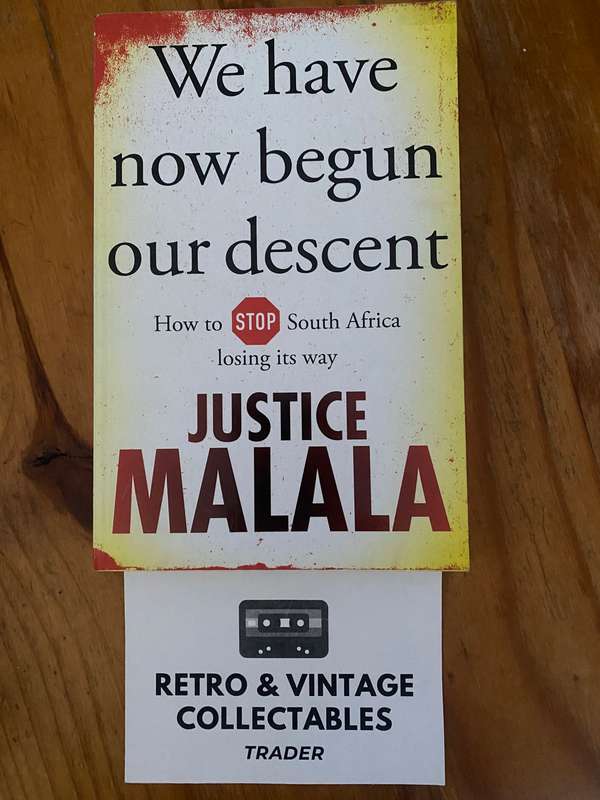 We have
now begun
our descent
How to STOP South Africa
losing its way
JUSTICE
MALALA
RETRO & VINTAGE
COLLECTABLES
TRADER